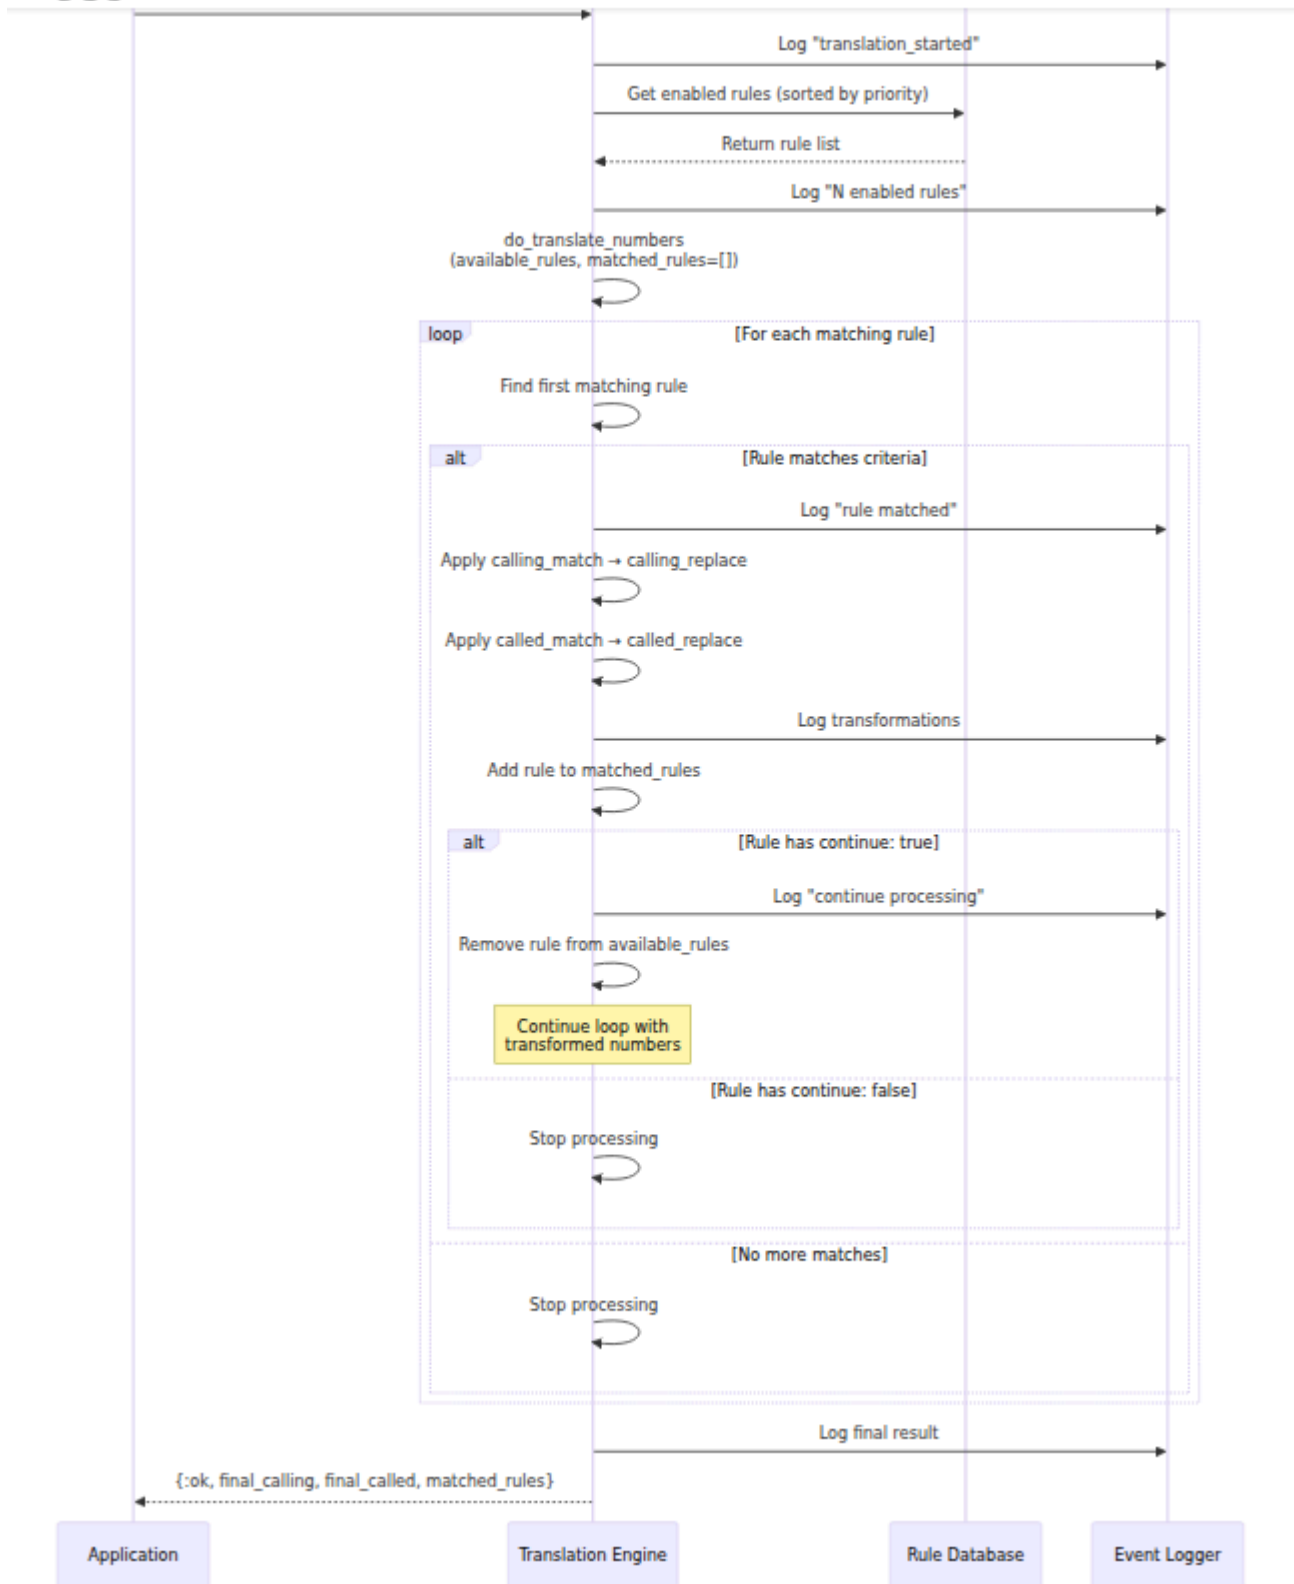 Log "translation_started"
Get enabled rules (sorted by priority)
Return rule list
Log "N enabled rules"
do_translate_numbers
(available_rules, matched_rules=[])
loop
[For each matching rule]
Find first matching rule
alt
[Rule matches criteria]
Log "rule matched"
Apply calling_match → calling_replace
Apply called_match → called_replace
Log transformations
Add rule to matched_rules
alt
[Rule has continue: true]
Log "continue processing"
Remove rule from available_rules
Continue loop with
transformed numbers
[Rule has continue: false]
Stop processing
[No more matches]
Stop processing
Log final result
{:ok, final_calling, final_called, matched_rules}
Application
Translation Engine
Rule Database
Event Logger